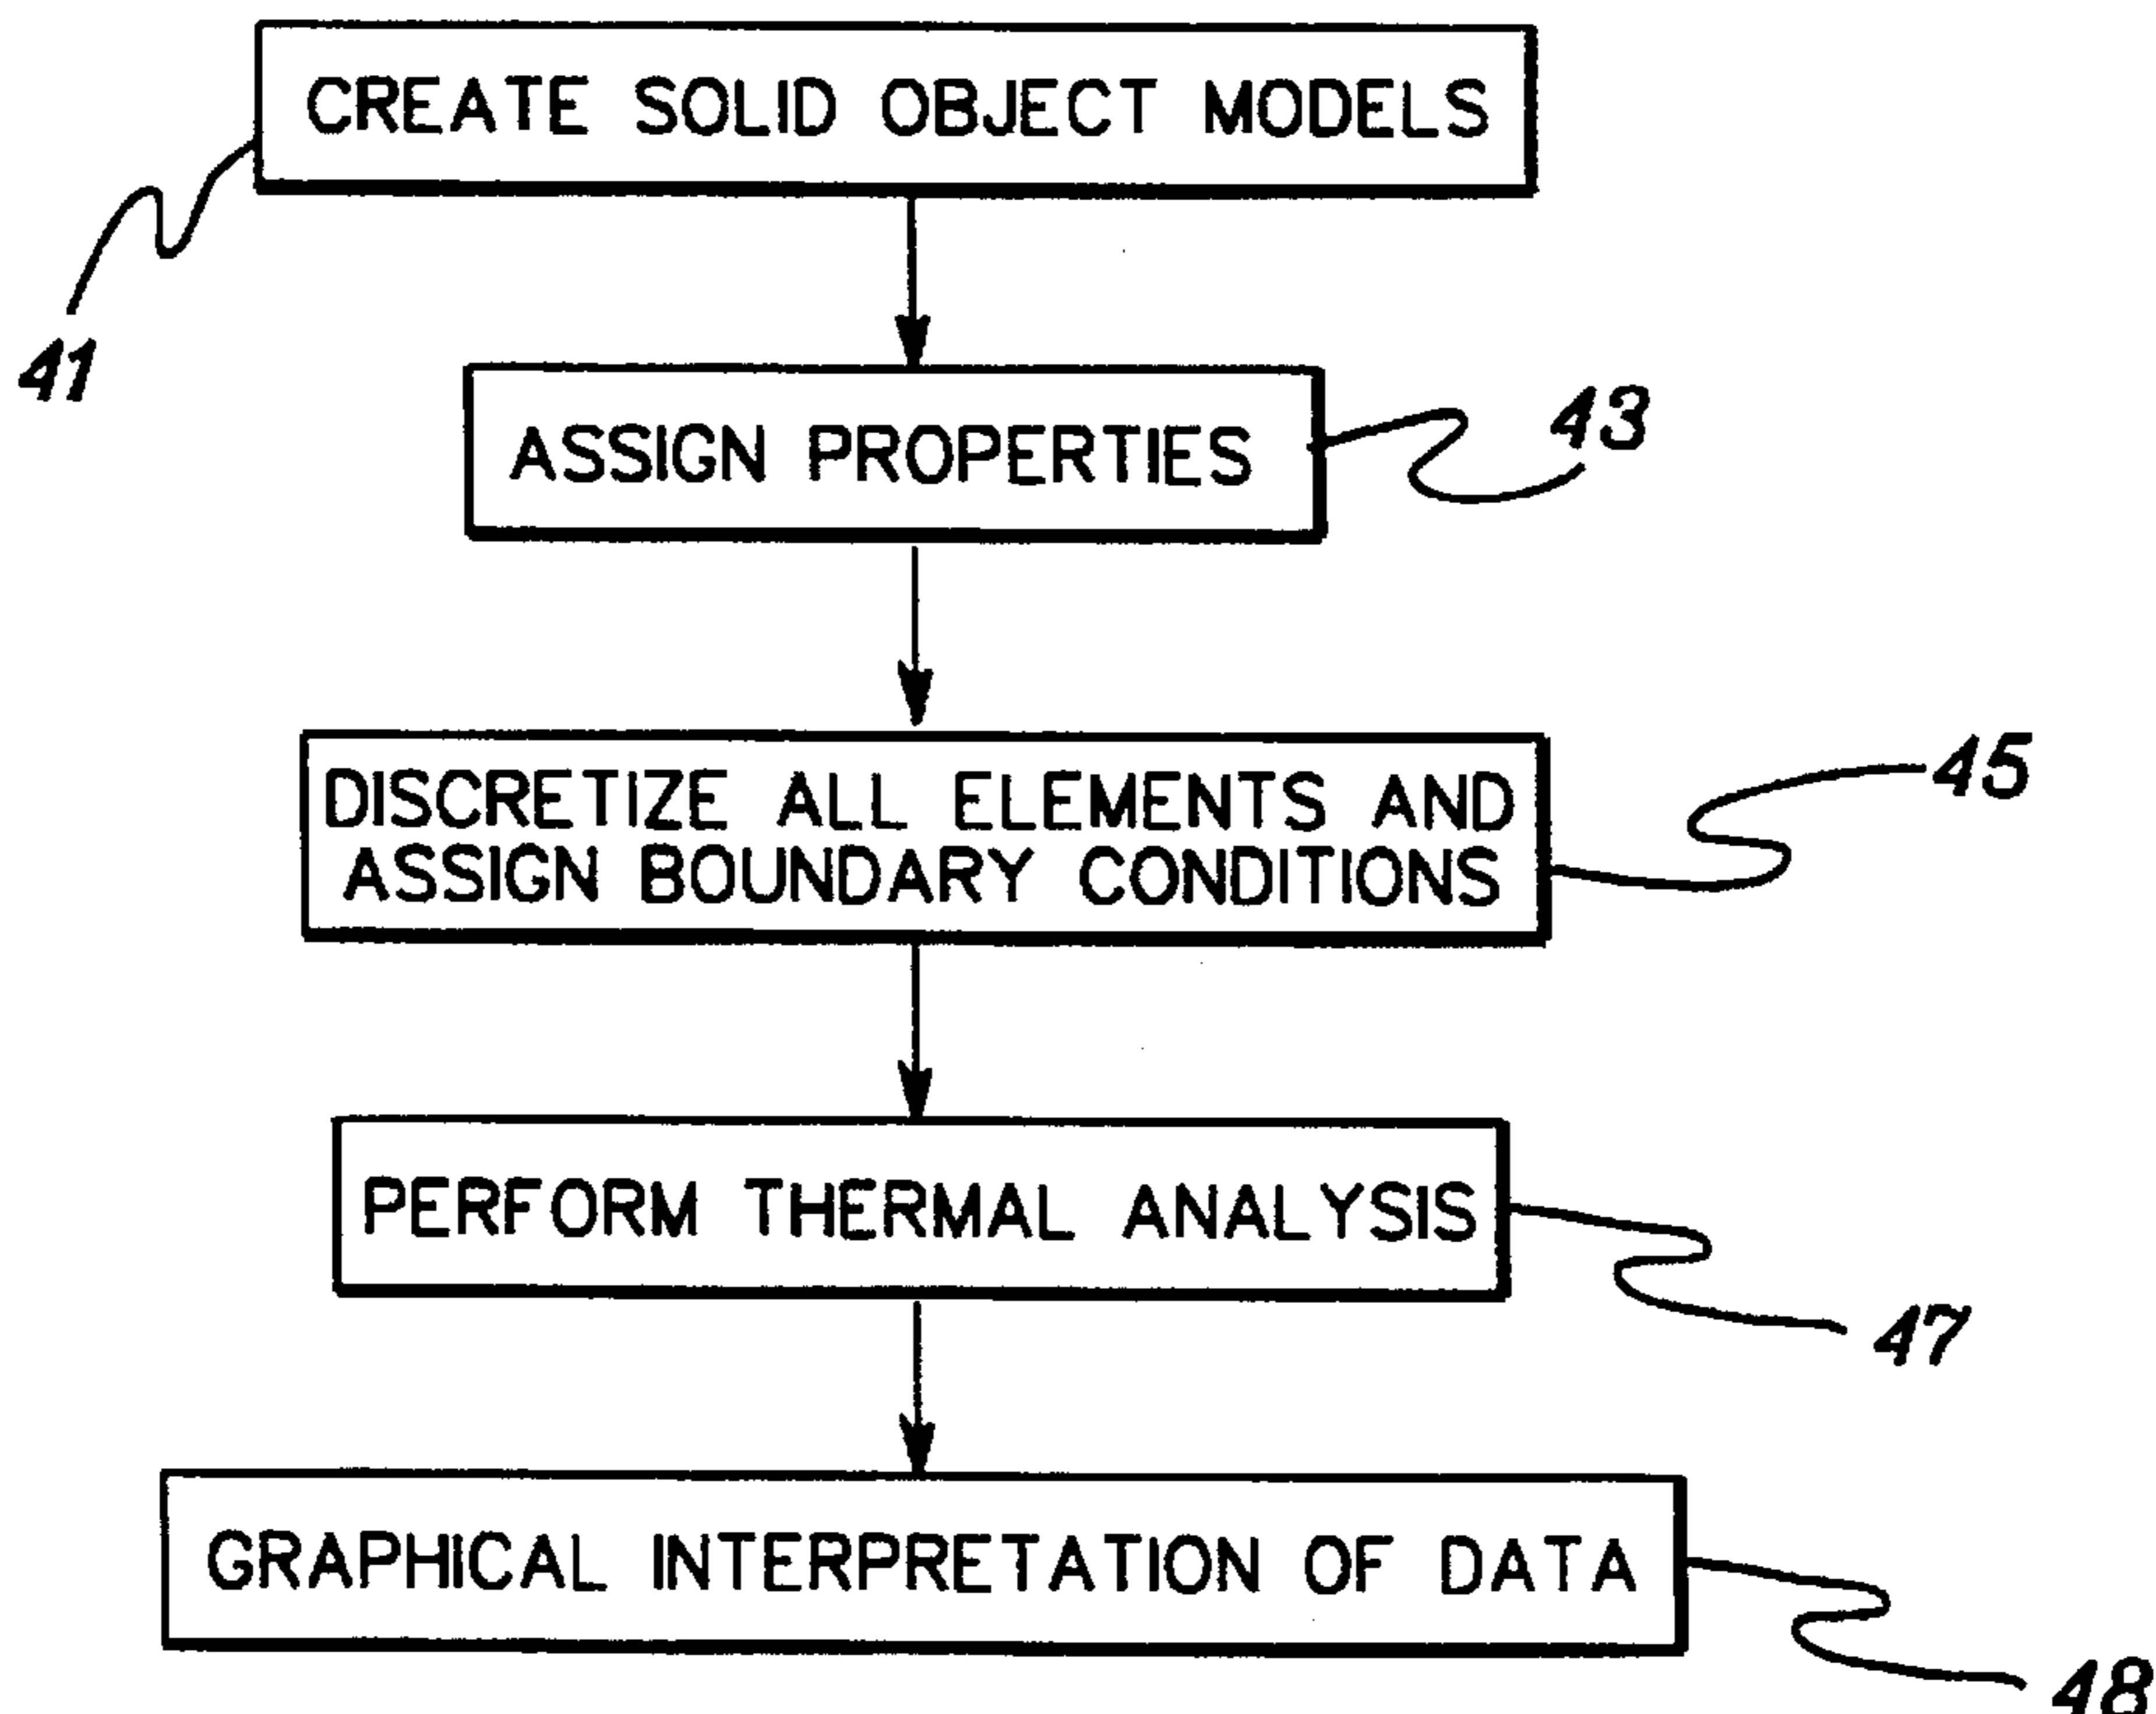 CREATE SOLID OBJECT MODELS
41
ASSIGN PROPERTIES
43
DISCRETIZE ALL ELEMENTS AND
ASSIGN BOUNDARY CONDITIONS
45
PERFORM THERMAL ANALYSIS
47
GRAPHICAL INTERPRETATION OF DATA
48